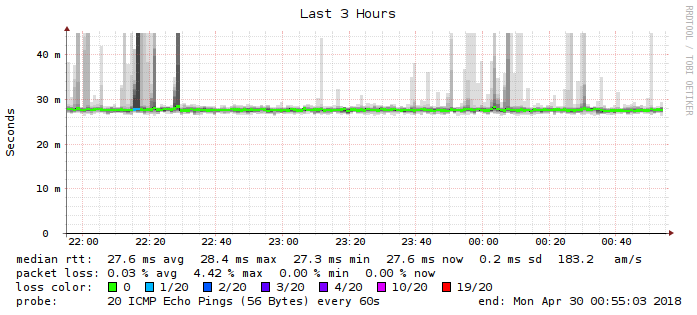 Last 3 Hours
RRDTOOL / TOBI OETIKER
Seconds
40 m
30 m
20 m
10 m
0
22:00 22:20 22:40 23:00 23:20 23:40 00:00 00:20 00:40
median rtt: 27.6 ms avg 28.4 ms max 27.3 ms min 27.6 ms now 0.2 ms sd 183.2 am/s
packet loss: 0.03 % avg 4.42 % max 0.00 % min 0.00 % now
loss color: 0 1/20 2/20 3/20 4/20 10/20 19/20
probe: 20 ICMP Echo Pings (56 Bytes) every 60s end: Mon Apr 30 00:55:03 2018